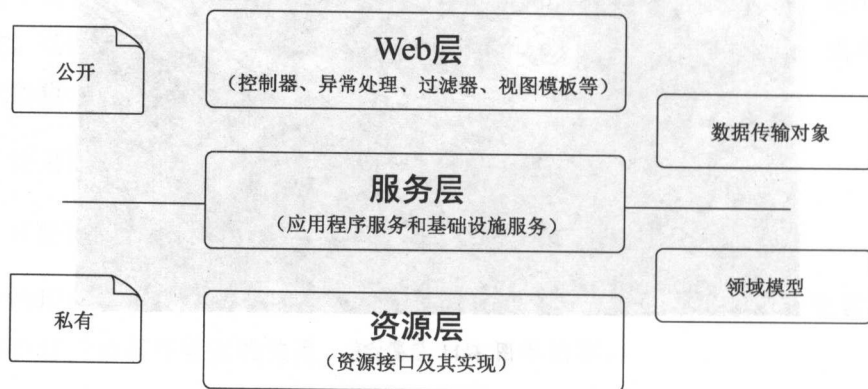 公开
Web层
（控制器、异常处理、过滤器、视图模板等）
数据传输对象
服务层
（应用程序服务和基础设施服务）
领域模型
私有
资源层
（资源接口及其实现）